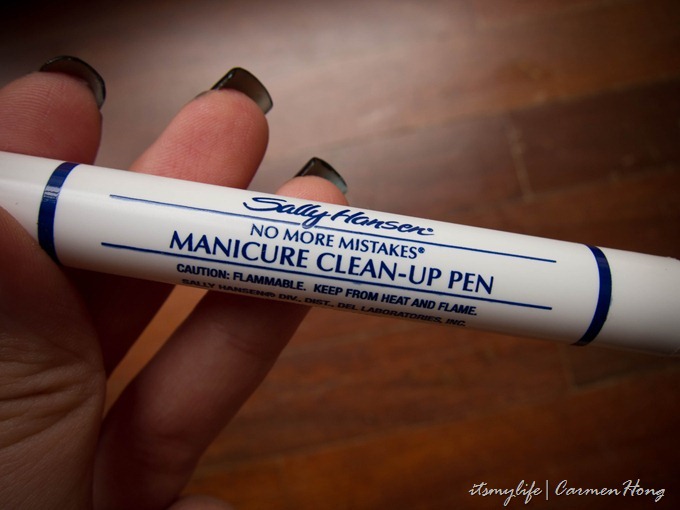 Sally Hansen®
NO MORE MISTAKES®
MANICURE CLEAN-UP PEN
CAUTION: FLAMMABLE. KEEP FROM HEAT AND FLAME.
SALLY HANSEN® DIV., DIST., DEL LABORATORIES, INC.
itsmylife | Carmen Hong